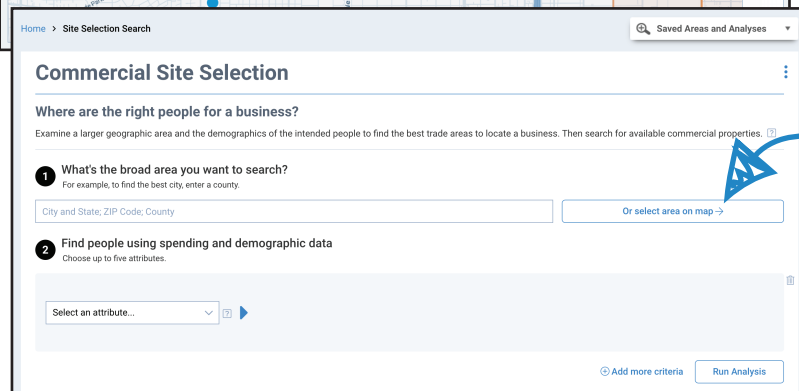 Home > Site Selection Search
Saved Areas and Analyses
Commercial Site Selection
Where are the right people for a business?
Examine a larger geographic area and the demographics of the intended people to find the best trade areas to locate a business. Then search for available commercial properties. ?
1 What's the broad area you want to search?
For example, to find the best city, enter a county.
City and State; ZIP Code; County
Or select area on map →
2 Find people using spending and demographic data
Choose up to five attributes.
Select an attribute... ?
Add more criteria
Run Analysis